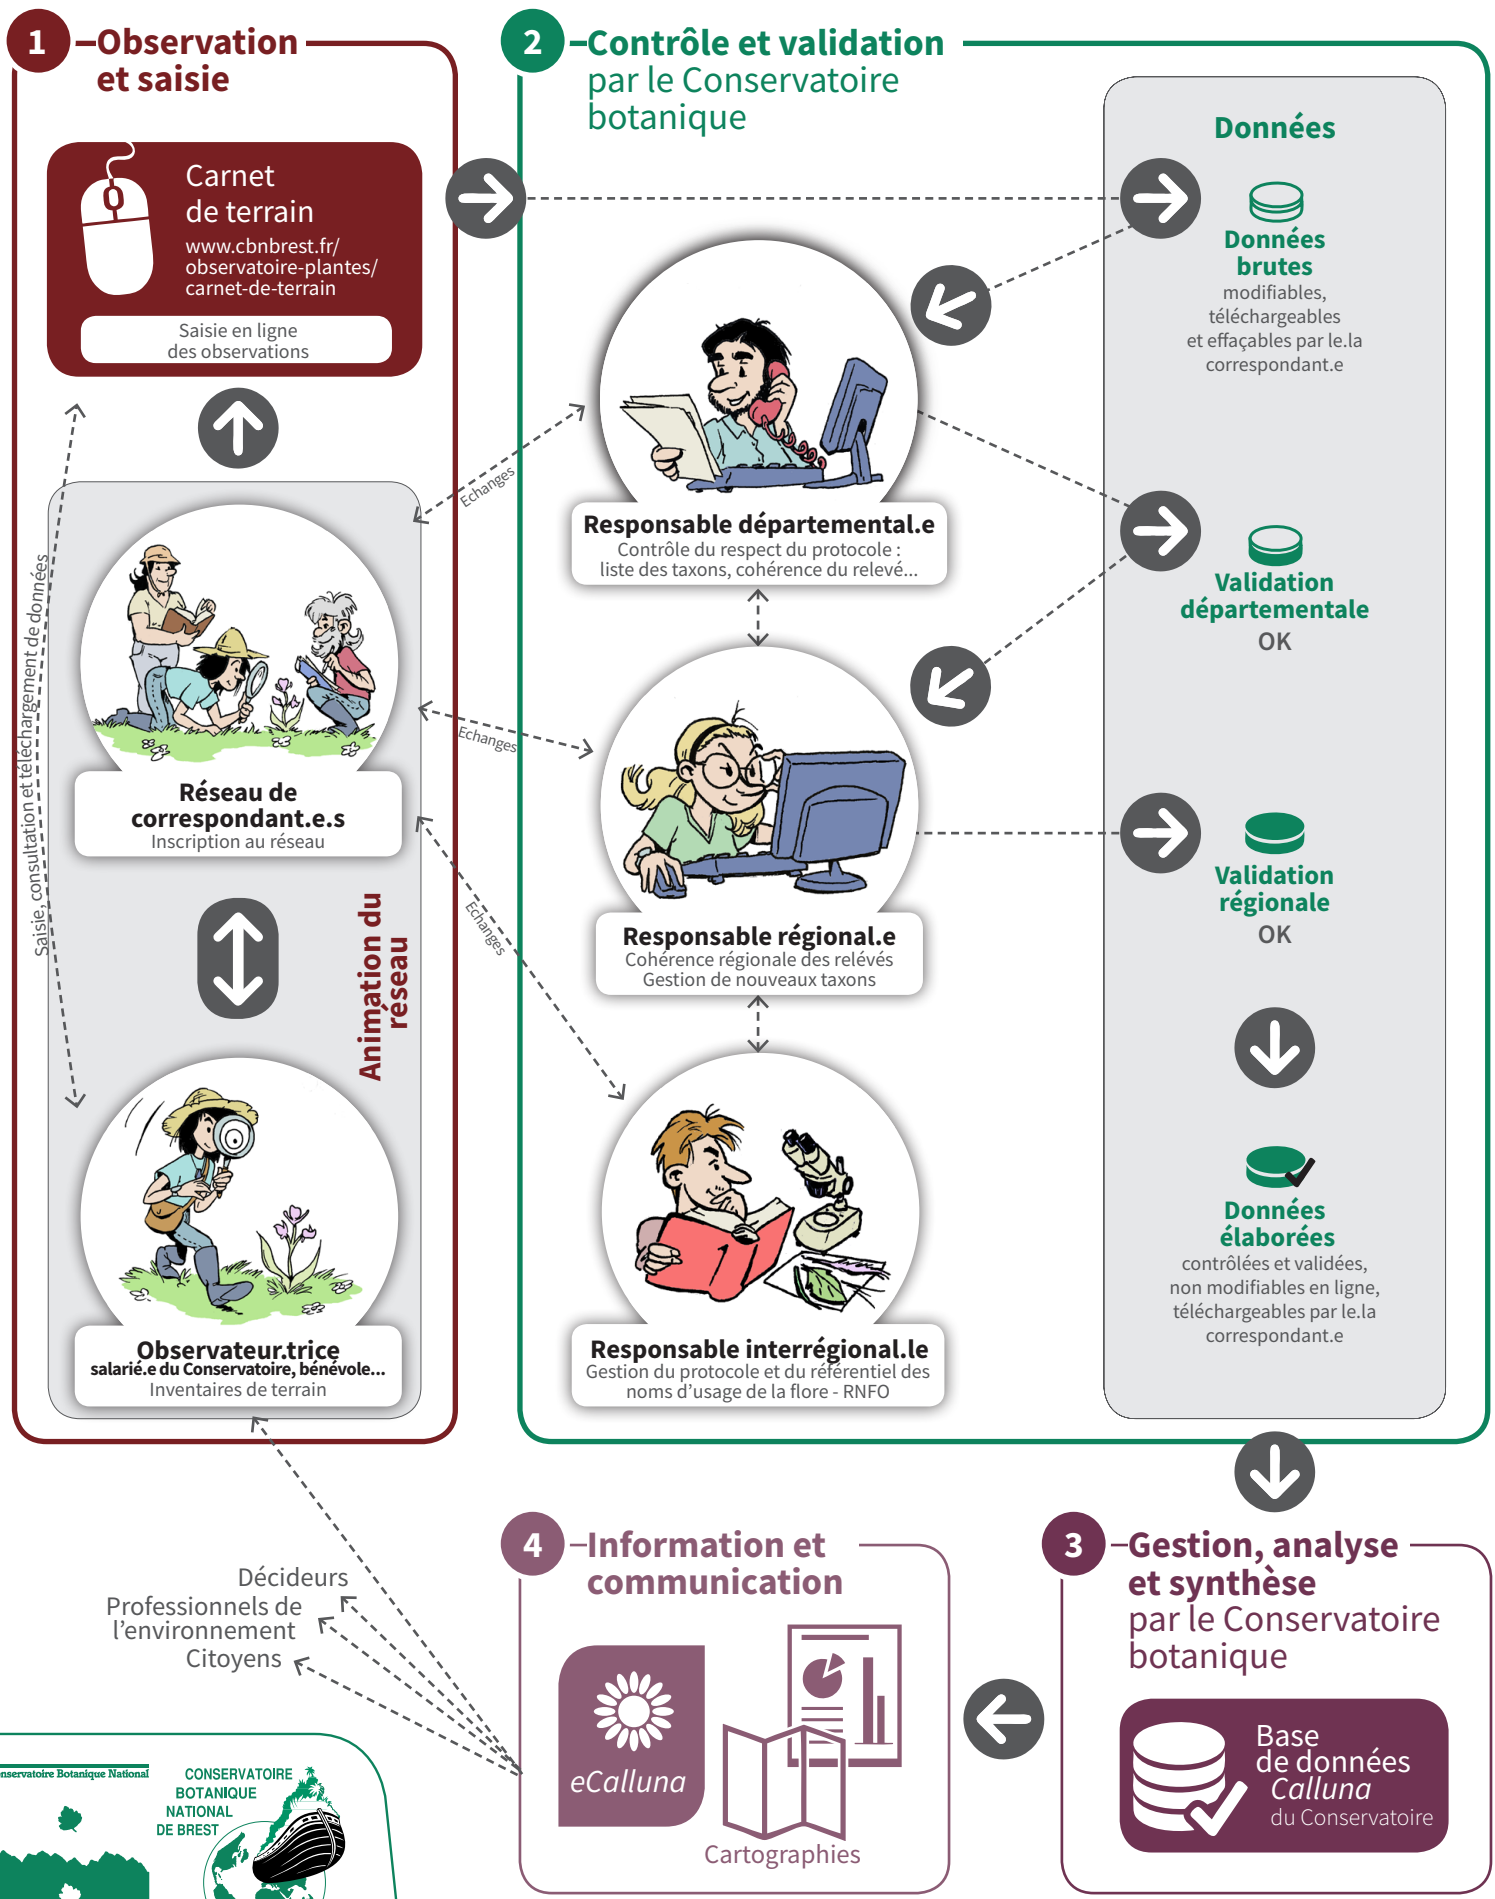 1
Observation
et saisie
Carnet
de terrain
www.cbnbrest.fr/
observatoire-plantes/
carnet-de-terrain
Saisie en ligne
des observations
Saisie, consultation et téléchargement de données
Réseau de
correspondant.e.s
Inscription au réseau
Animation du
réseau
Observateur.trice
salarié.e du Conservatoire, bénévole...
Inventaires de terrain
2
Contrôle et validation
par le Conservatoire
botanique
Echanges
Echanges
Echanges
Responsable départemental.e
Contrôle du respect du protocole :
liste des taxons, cohérence du relevé...
Responsable régional.e
Cohérence régionale des relévés
Gestion de nouveaux taxons
Responsable interrégional.le
Gestion du protocole et du référentiel des
noms d'usage de la flore - RNFO
Données
Données
brutes
modifiables,
téléchargeables
et effaçables par le.la
correspondant.e
Validation
départementale
OK
Validation
régionale
OK
Données
élaborées
contrôlées et validées,
non modifiables en ligne,
téléchargeables par le.la
correspondant.e
3
Gestion, analyse
et synthèse
par le Conservatoire
botanique
Base
de données
Calluna
du Conservatoire
4
Information et
communication
eCalluna
Cartographies
Décideurs
Professionnels de
l'environnement
Citoyens
Botanique National
CONSERVATOIRE
BOTANIQUE
NATIONAL
DE BREST